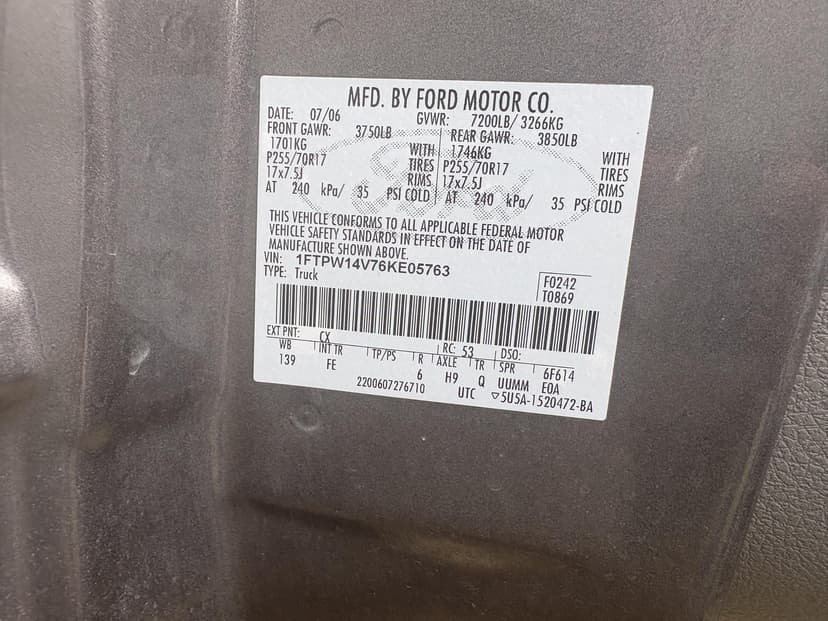 MFD. BY FORD MOTOR CO.
DATE: 07/06 GVWR: 7200LB/ 3266KG
FRONT GAWR: 3750LB REAR GAWR: 3850LB
1701KG WITH 1746KG WITH
P255/70R17 TIRES P255/70R17 TIRES
17x7.5J RIMS 17x7.5J RIMS
AT 240 kPa/ 35 PSI COLD AT 240 kPa/ 35 PSI COLD
Ford
THIS VEHICLE CONFORMS TO ALL APPLICABLE FEDERAL MOTOR
VEHICLE SAFETY STANDARDS IN EFFECT ON THE DATE OF
MANUFACTURE SHOWN ABOVE.
VIN: 1FTPW14V76KE05763
TYPE: Truck
F0242
T0869
EXT PNT: CX RC: 53 DSO:
WB INT TR TP/PS R AXLE TR SPR 6F614
139 FE 6 H9 Q UUMM E0A
2200607276710 UTC ▽5U5A-1520472-BA